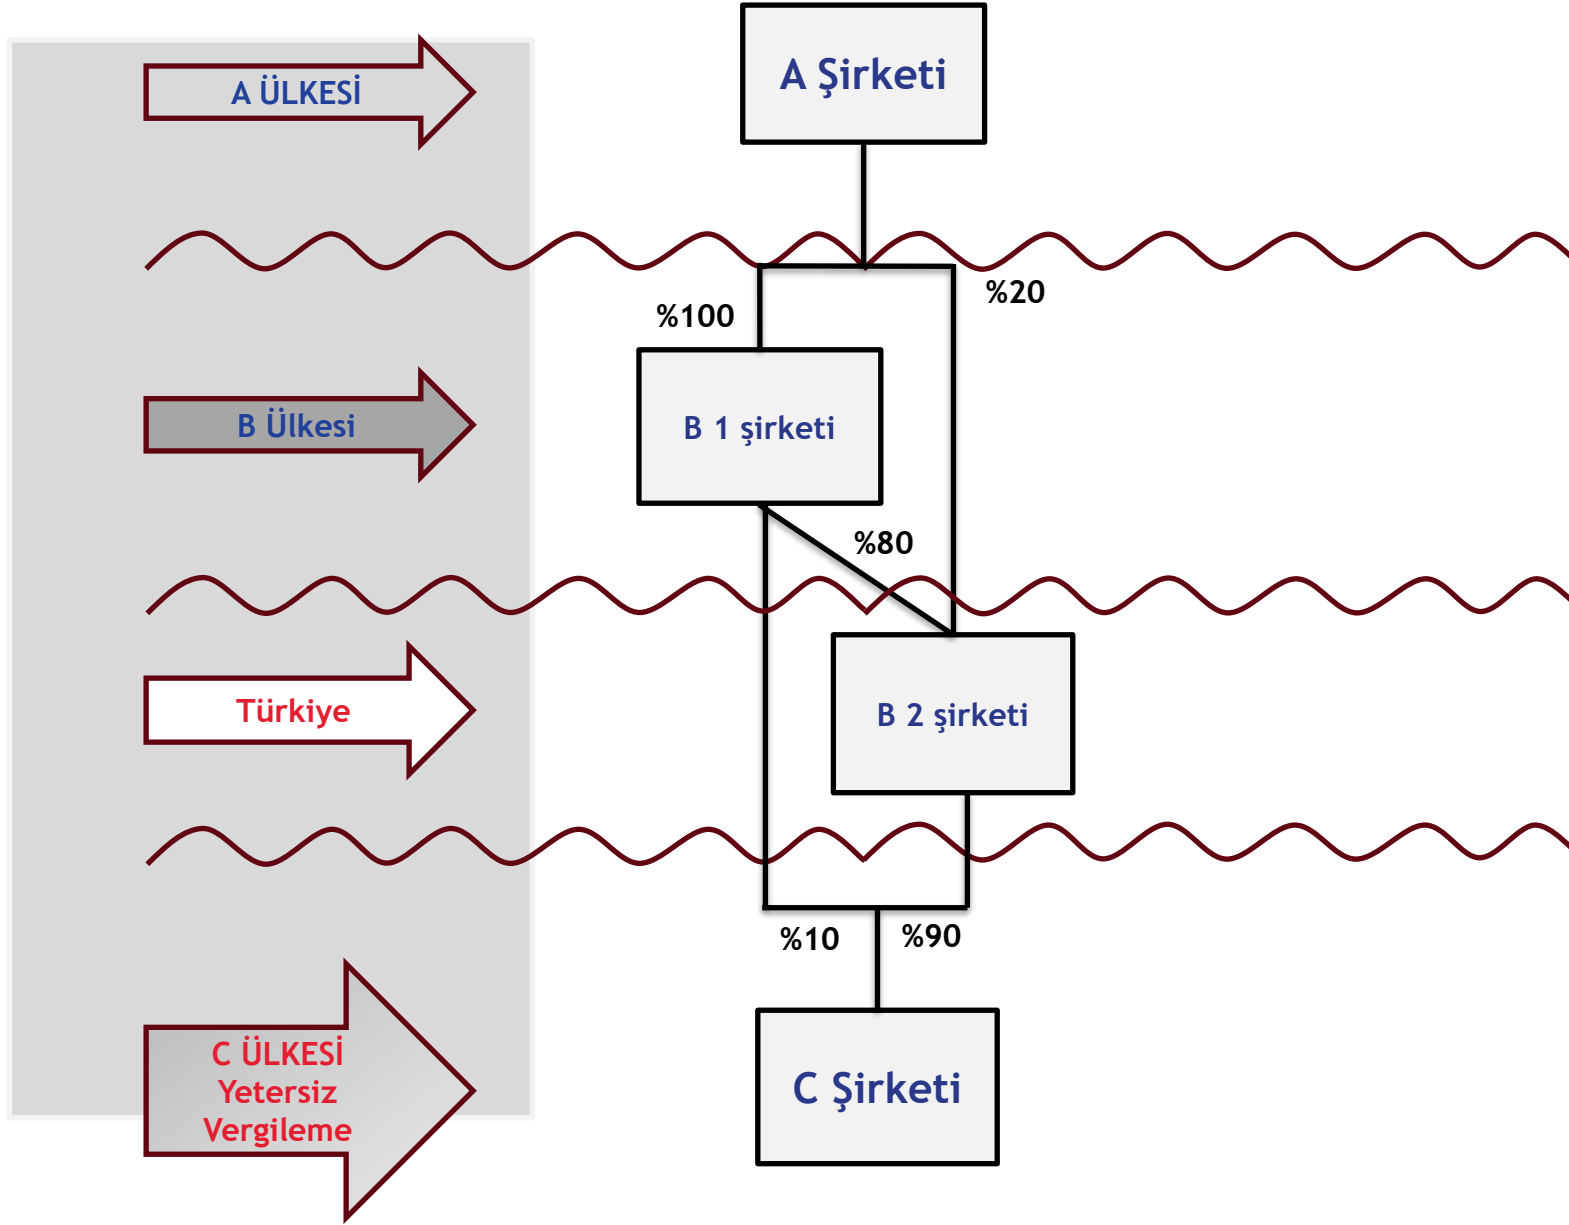 A Şirketi
A ÜLKESİ
%20
%100
B Ülkesi
B 1 şirketi
%80
Türkiye
B 2 şirketi
%10
%90
C ÜLKESİ
Yetersiz
Vergileme
C Şirketi